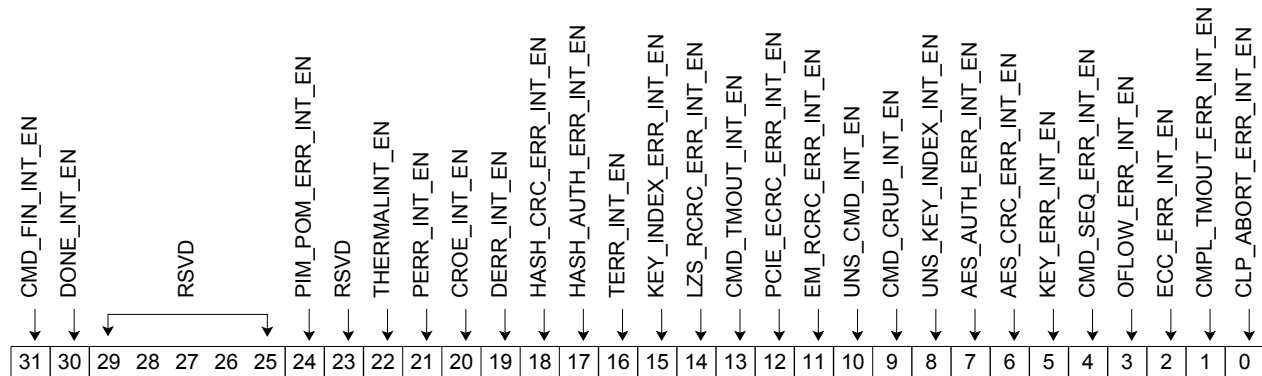 CMD_FIN_INT_EN
DONE_INT_EN
RSVD
PIM_POM_ERR_INT_EN
RSVD
THERMALINT_EN
PERR_INT_EN
CROE_INT_EN
DERR_INT_EN
HASH_CRC_ERR_INT_EN
HASH_AUTH_ERR_INT_EN
TERR_INT_EN
KEY_INDEX_ERR_INT_EN
LZS_RCRC_ERR_INT_EN
CMD_TMOUT_INT_EN
PCIE_ECRC_ERR_INT_EN
EM_RCRC_ERR_INT_EN
UNS_CMD_INT_EN
CMD_CRUP_INT_EN
UNS_KEY_INDEX_INT_EN
AES_AUTH_ERR_INT_EN
AES_CRC_ERR_INT_EN
KEY_ERR_INT_EN
CMD_SEQ_ERR_INT_EN
OFLOW_ERR_INT_EN
ECC_ERR_INT_EN
CMPL_TMOUT_ERR_INT_EN
CLP_ABORT_ERR_INT_EN
31 30 29 28 27 26 25 24 23 22 21 20 19 18 17 16 15 14 13 12 11 10 9 8 7 6 5 4 3 2 1 0